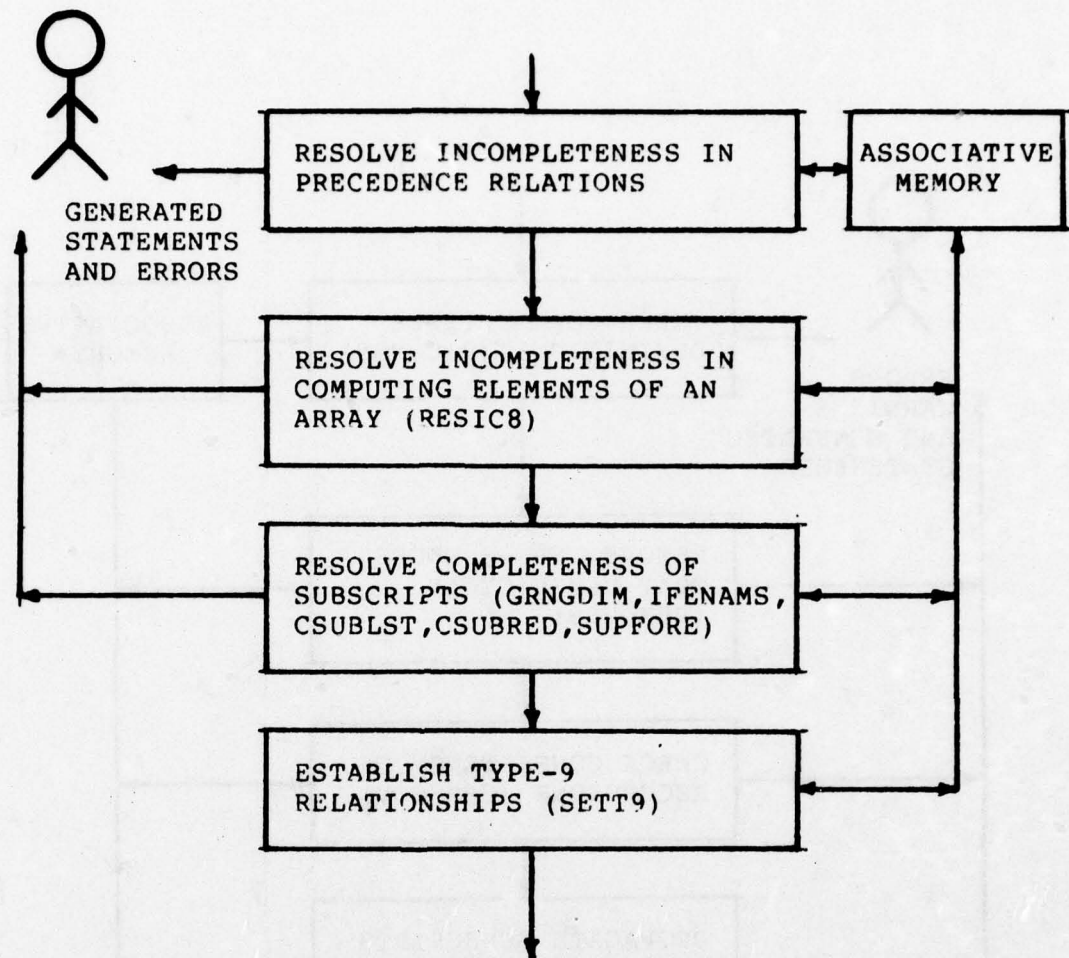 RESOLVE INCOMPLETENESS IN
PRECEDENCE RELATIONS
ASSOCIATIVE
MEMORY
GENERATED
STATEMENTS
AND ERRORS
RESOLVE INCOMPLETENESS IN
COMPUTING ELEMENTS OF AN
ARRAY (RESIC8)
RESOLVE COMPLETENESS OF
SUBSCRIPTS (GRNGDIM,IFENAMS,
CSUBLST,CSUBRED,SUPFORE)
ESTABLISH TYPE-9
RELATIONSHIPS (SETT9)